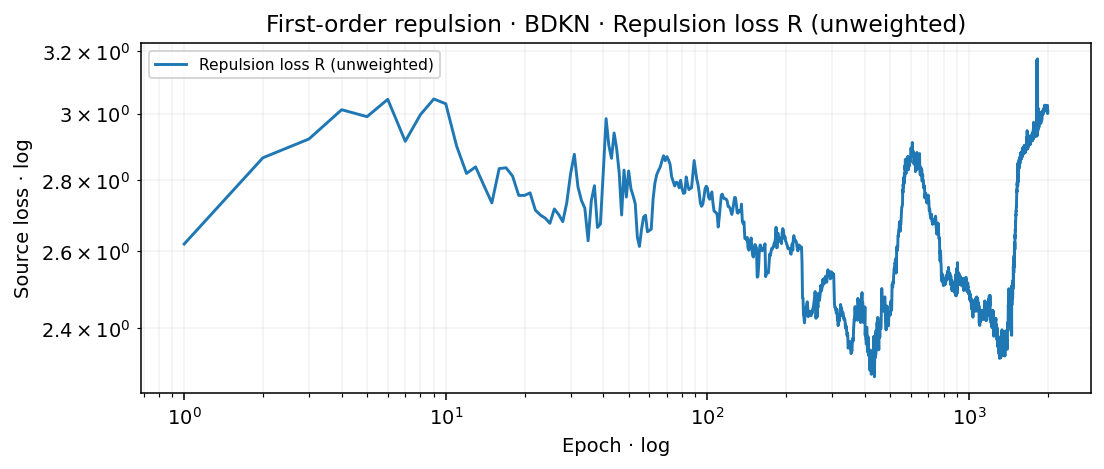 First-order repulsion · BDKN · Repulsion loss R (unweighted)
Repulsion loss R (unweighted)
Source loss · log
3.2 × 10⁰
3 × 10⁰
2.8 × 10⁰
2.6 × 10⁰
2.4 × 10⁰
10⁰ 10¹ 10² 10³
Epoch · log